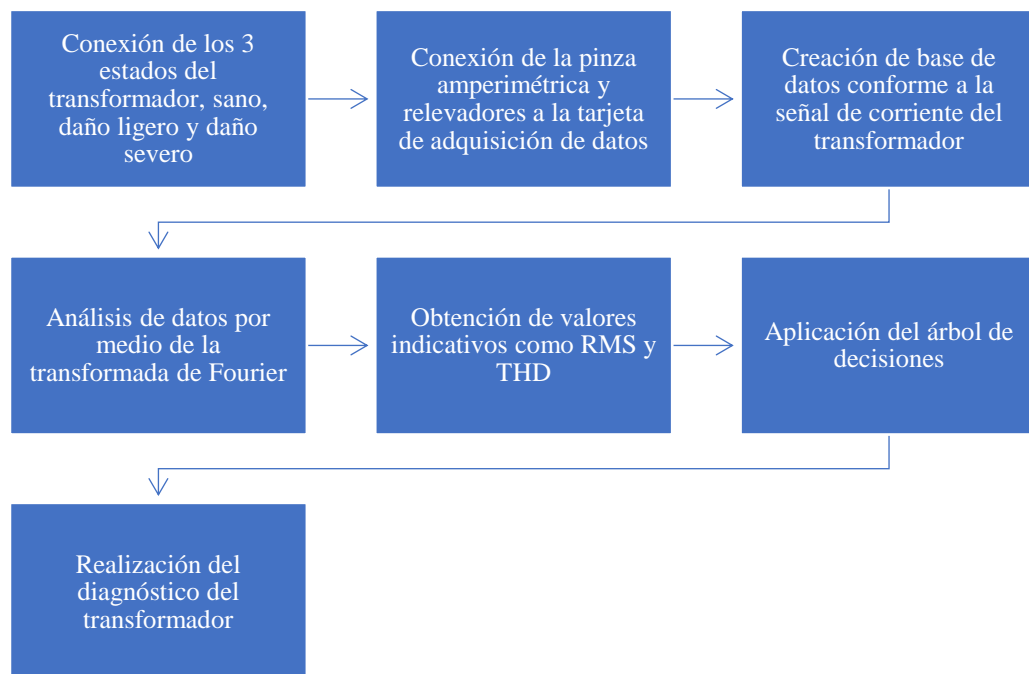 Conexión de los 3
estados del
transformador, sano,
daño ligero y daño
severo
Conexión de la pinza
amperimétrica y
relevadores a la tarjeta
de adquisición de datos
Creación de base de
datos conforme a la
señal de corriente del
transformador
Análisis de datos por
medio de la
transformada de Fourier
Obtención de valores
indicativos como RMS y
THD
Aplicación del árbol de
decisiones
Realización del
diagnóstico del
transformador